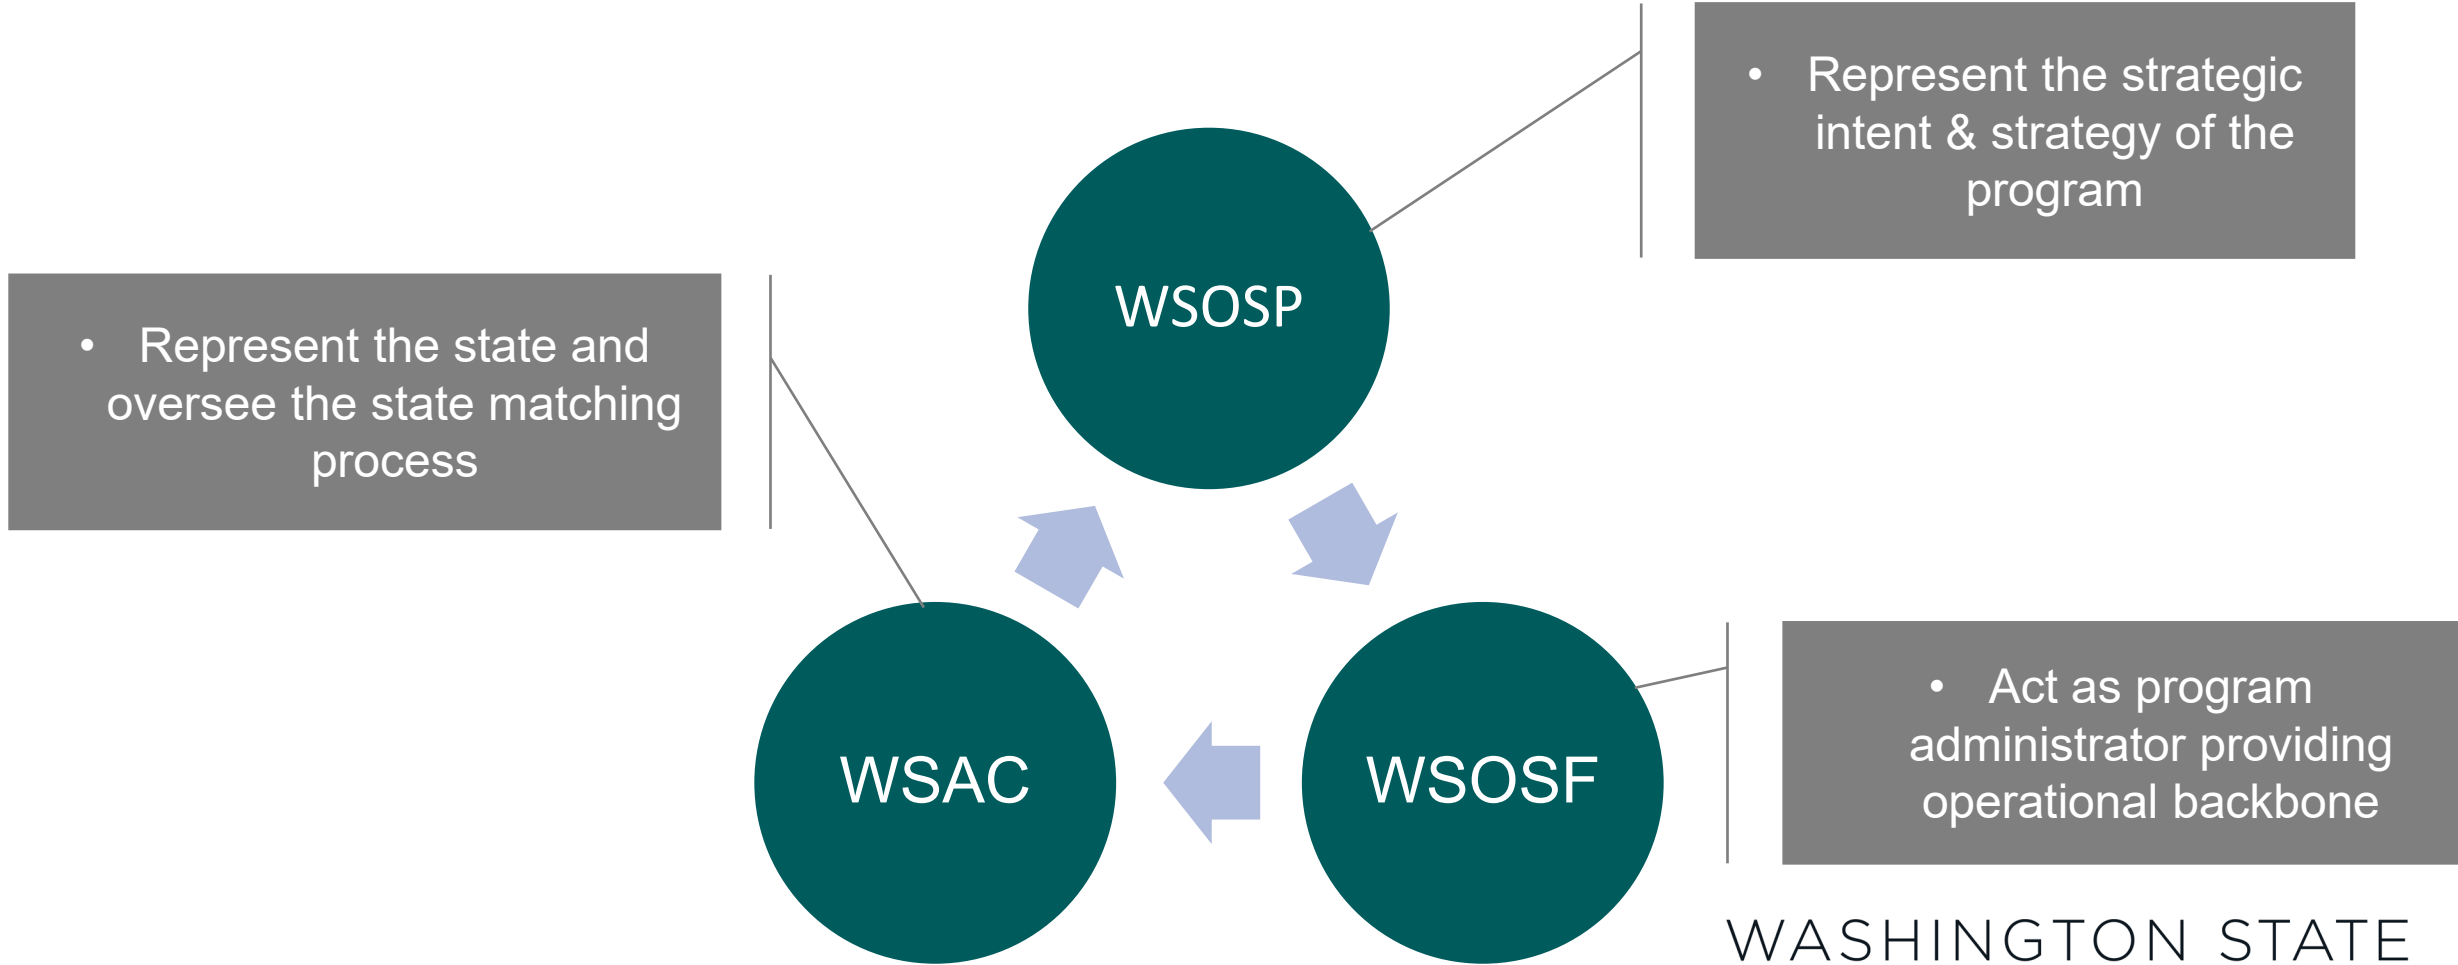 • Represent the strategic
intent & strategy of the
program
WSOSP
• Represent the state and
oversee the state matching
process
WSAC
WSOSF
• Act as program
administrator providing
operational backbone
WASHINGTON STATE